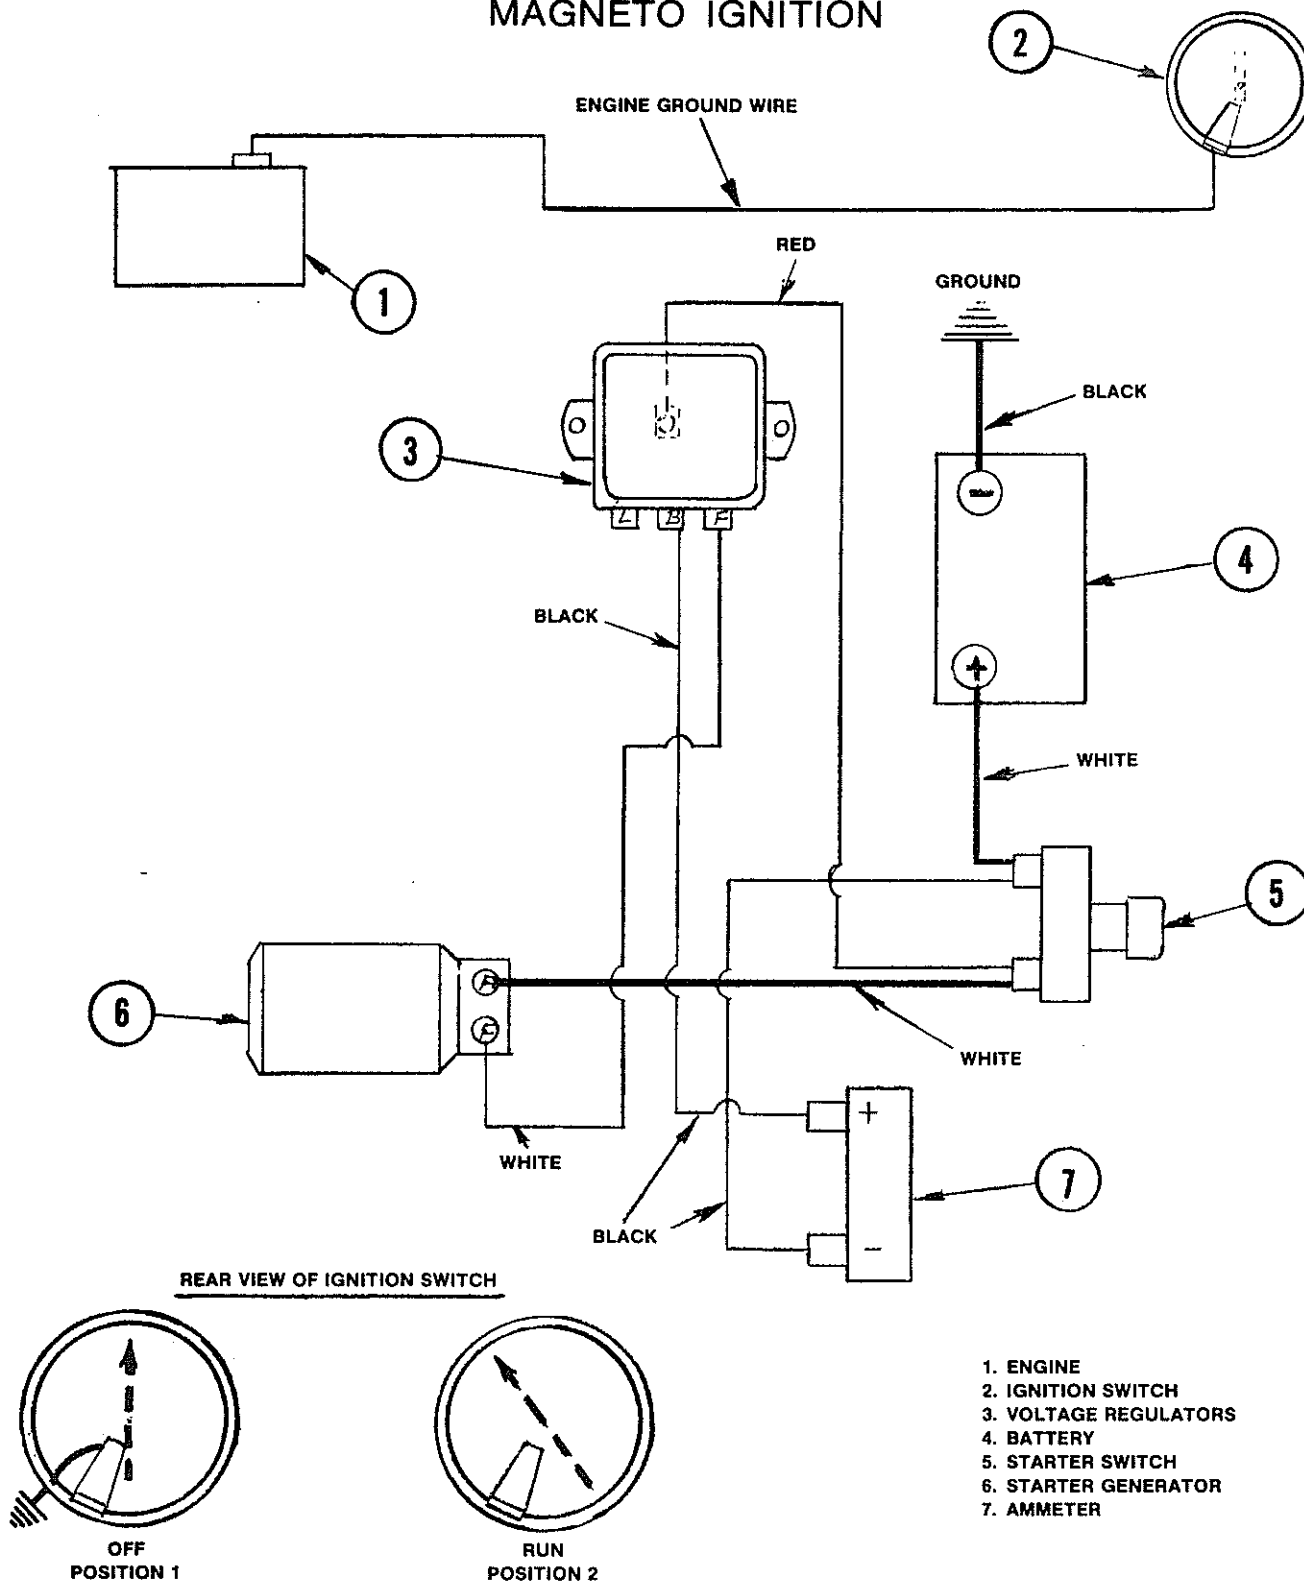 MAGNETO IGNITION
2
ENGINE GROUND WIRE
RED
GROUND
1
BLACK
3
L B F
4
BLACK
+
WHITE
5
6
F
WHITE
+
WHITE
7
BLACK
−
REAR VIEW OF IGNITION SWITCH
OFF
POSITION 1
RUN
POSITION 2
1. ENGINE
2. IGNITION SWITCH
3. VOLTAGE REGULATORS
4. BATTERY
5. STARTER SWITCH
6. STARTER GENERATOR
7. AMMETER